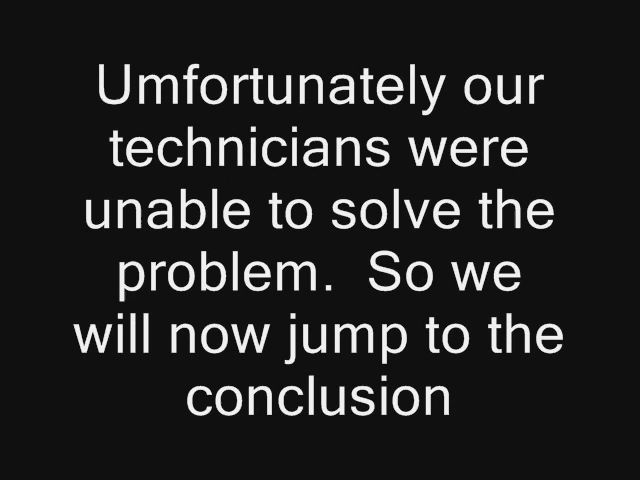 Umfortunately our
technicians were
unable to solve the
problem.  So we
will now jump to the
conclusion